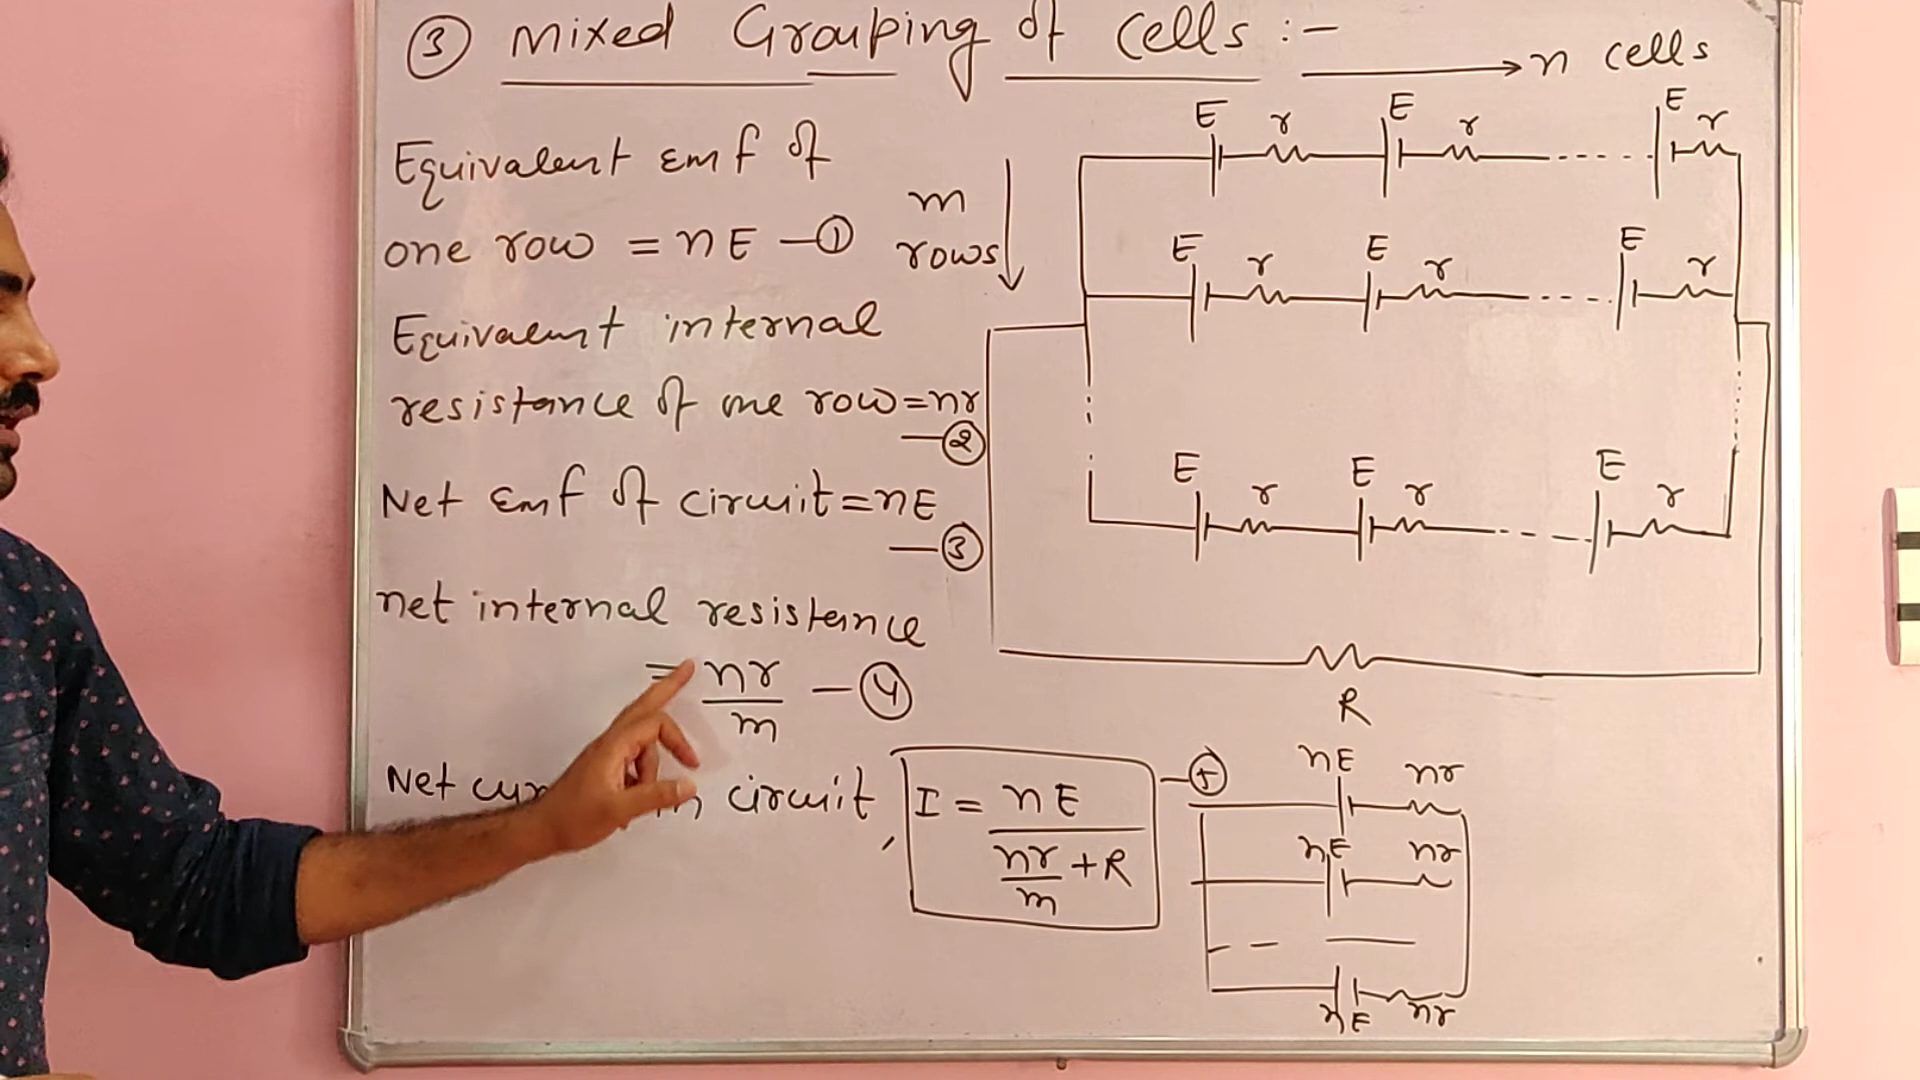 ③ Mixed Grouping of cells :-
→ n cells
Equivalent Emf of
one row = nE —①
m
rows
Equivalent internal
resistance of one row = nr
—②
Net Emf of circuit = nE
—③
net internal resistance
= nr/m —④
Net in circuit,
I = nE / (nr/m + R)
—⑤
E r E r E r
E r E r E r
E r E r E r
R
nE nr
nE nr
nE nr